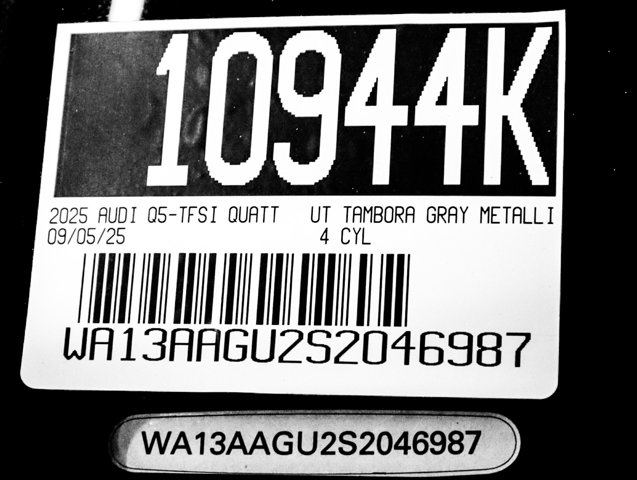 10944K
2025 AUDI Q5-TFSI QUATT UT TAMBORA GRAY METALLI
09/05/25 4 CYL
WA13AAGU2S2046987
WA13AAGU2S2046987